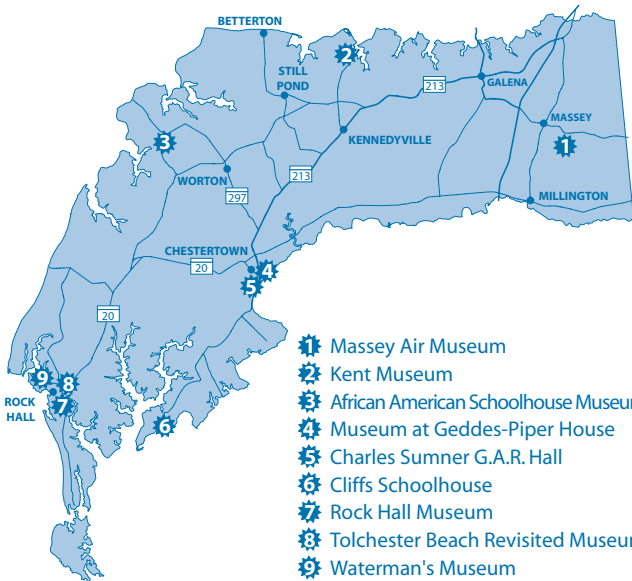 BETTERTON
2
STILL
POND
213
GALENA
MASSEY
1
KENNEDYVILLE
3
WORTON
213
297
MILLINGTON
CHESTERTOWN
20
4
5
20
9
8
ROCK
HALL
7
6
1 Massey Air Museum
2 Kent Museum
3 African American Schoolhouse Museum
4 Museum at Geddes-Piper House
5 Charles Sumner G.A.R. Hall
6 Cliffs Schoolhouse
7 Rock Hall Museum
8 Tolchester Beach Revisited Museum
9 Waterman's Museum